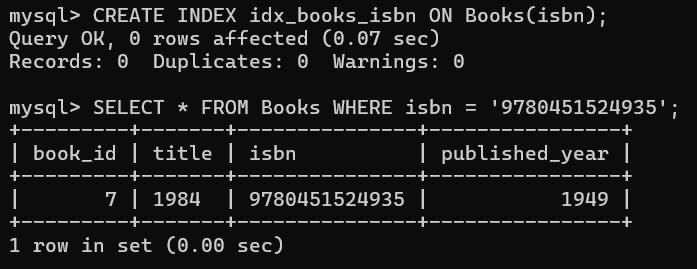 mysql> CREATE INDEX idx_books_isbn ON Books(isbn);
Query OK, 0 rows affected (0.07 sec)
Records: 0  Duplicates: 0  Warnings: 0

mysql> SELECT * FROM Books WHERE isbn = '9780451524935';
+---------+-------+---------------+----------------+
| book_id | title | isbn          | published_year |
+---------+-------+---------------+----------------+
|       7 | 1984  | 9780451524935 |           1949 |
+---------+-------+---------------+----------------+
1 row in set (0.00 sec)